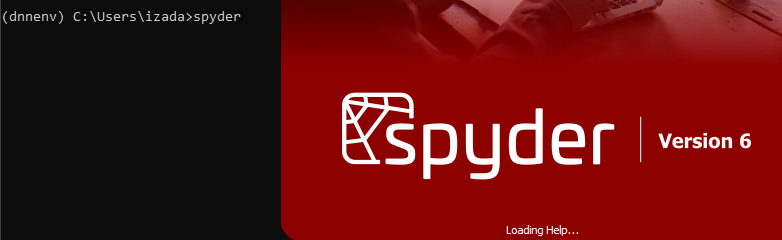 (dnnenv) C:\Users\izada>spyder
spyder
Version 6
Loading Help...